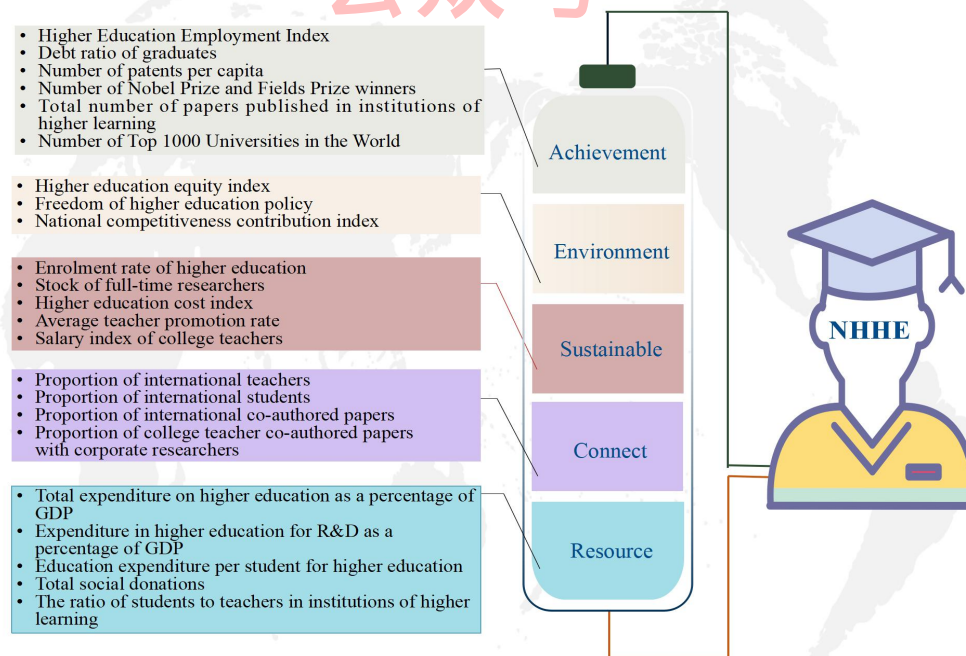 • Higher Education Employment Index
• Debt ratio of graduates
• Number of patents per capita
• Number of Nobel Prize and Fields Prize winners
• Total number of papers published in institutions of
higher learning
• Number of Top 1000 Universities in the World
• Higher education equity index
• Freedom of higher education policy
• National competitiveness contribution index
• Enrolment rate of higher education
• Stock of full-time researchers
• Higher education cost index
• Average teacher promotion rate
• Salary index of college teachers
• Proportion of international teachers
• Proportion of international students
• Proportion of international co-authored papers
• Proportion of college teacher co-authored papers
with corporate researchers
• Total expenditure on higher education as a percentage of
GDP
• Expenditure in higher education for R&D as a
percentage of GDP
• Education expenditure per student for higher education
• Total social donations
• The ratio of students to teachers in institutions of higher
learning
Achievement
Environment
Sustainable
Connect
Resource
NHHE